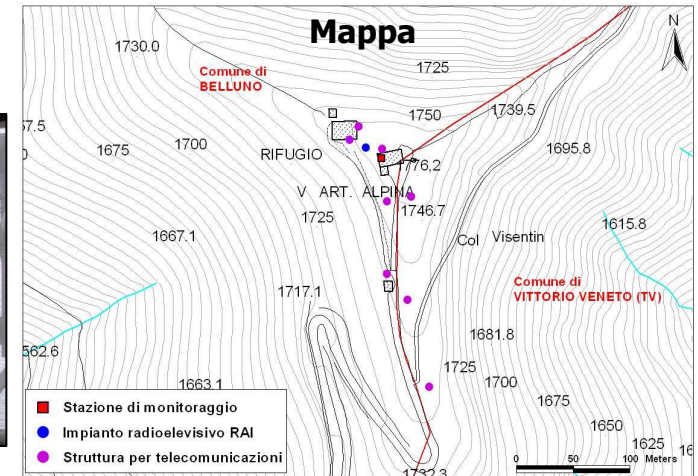 Mappa
N
1730.0
1725
Comune di
BELLUNO
1750
1739.5
7.5
1675
1700
RIFUGIO
1776.2
1695.8
V ART. ALPINA
1725
1746.7
1615.8
1667.1
Col Visentin
Comune di
VITTORIO VENETO (TV)
1717.1
1681.8
562.6
1725
1663.1
1700
1675
1650
1625
1732.3
Stazione di monitoraggio
Impianto radioelevisivo RAI
Struttura per telecomunicazioni
0 50 100 Meters